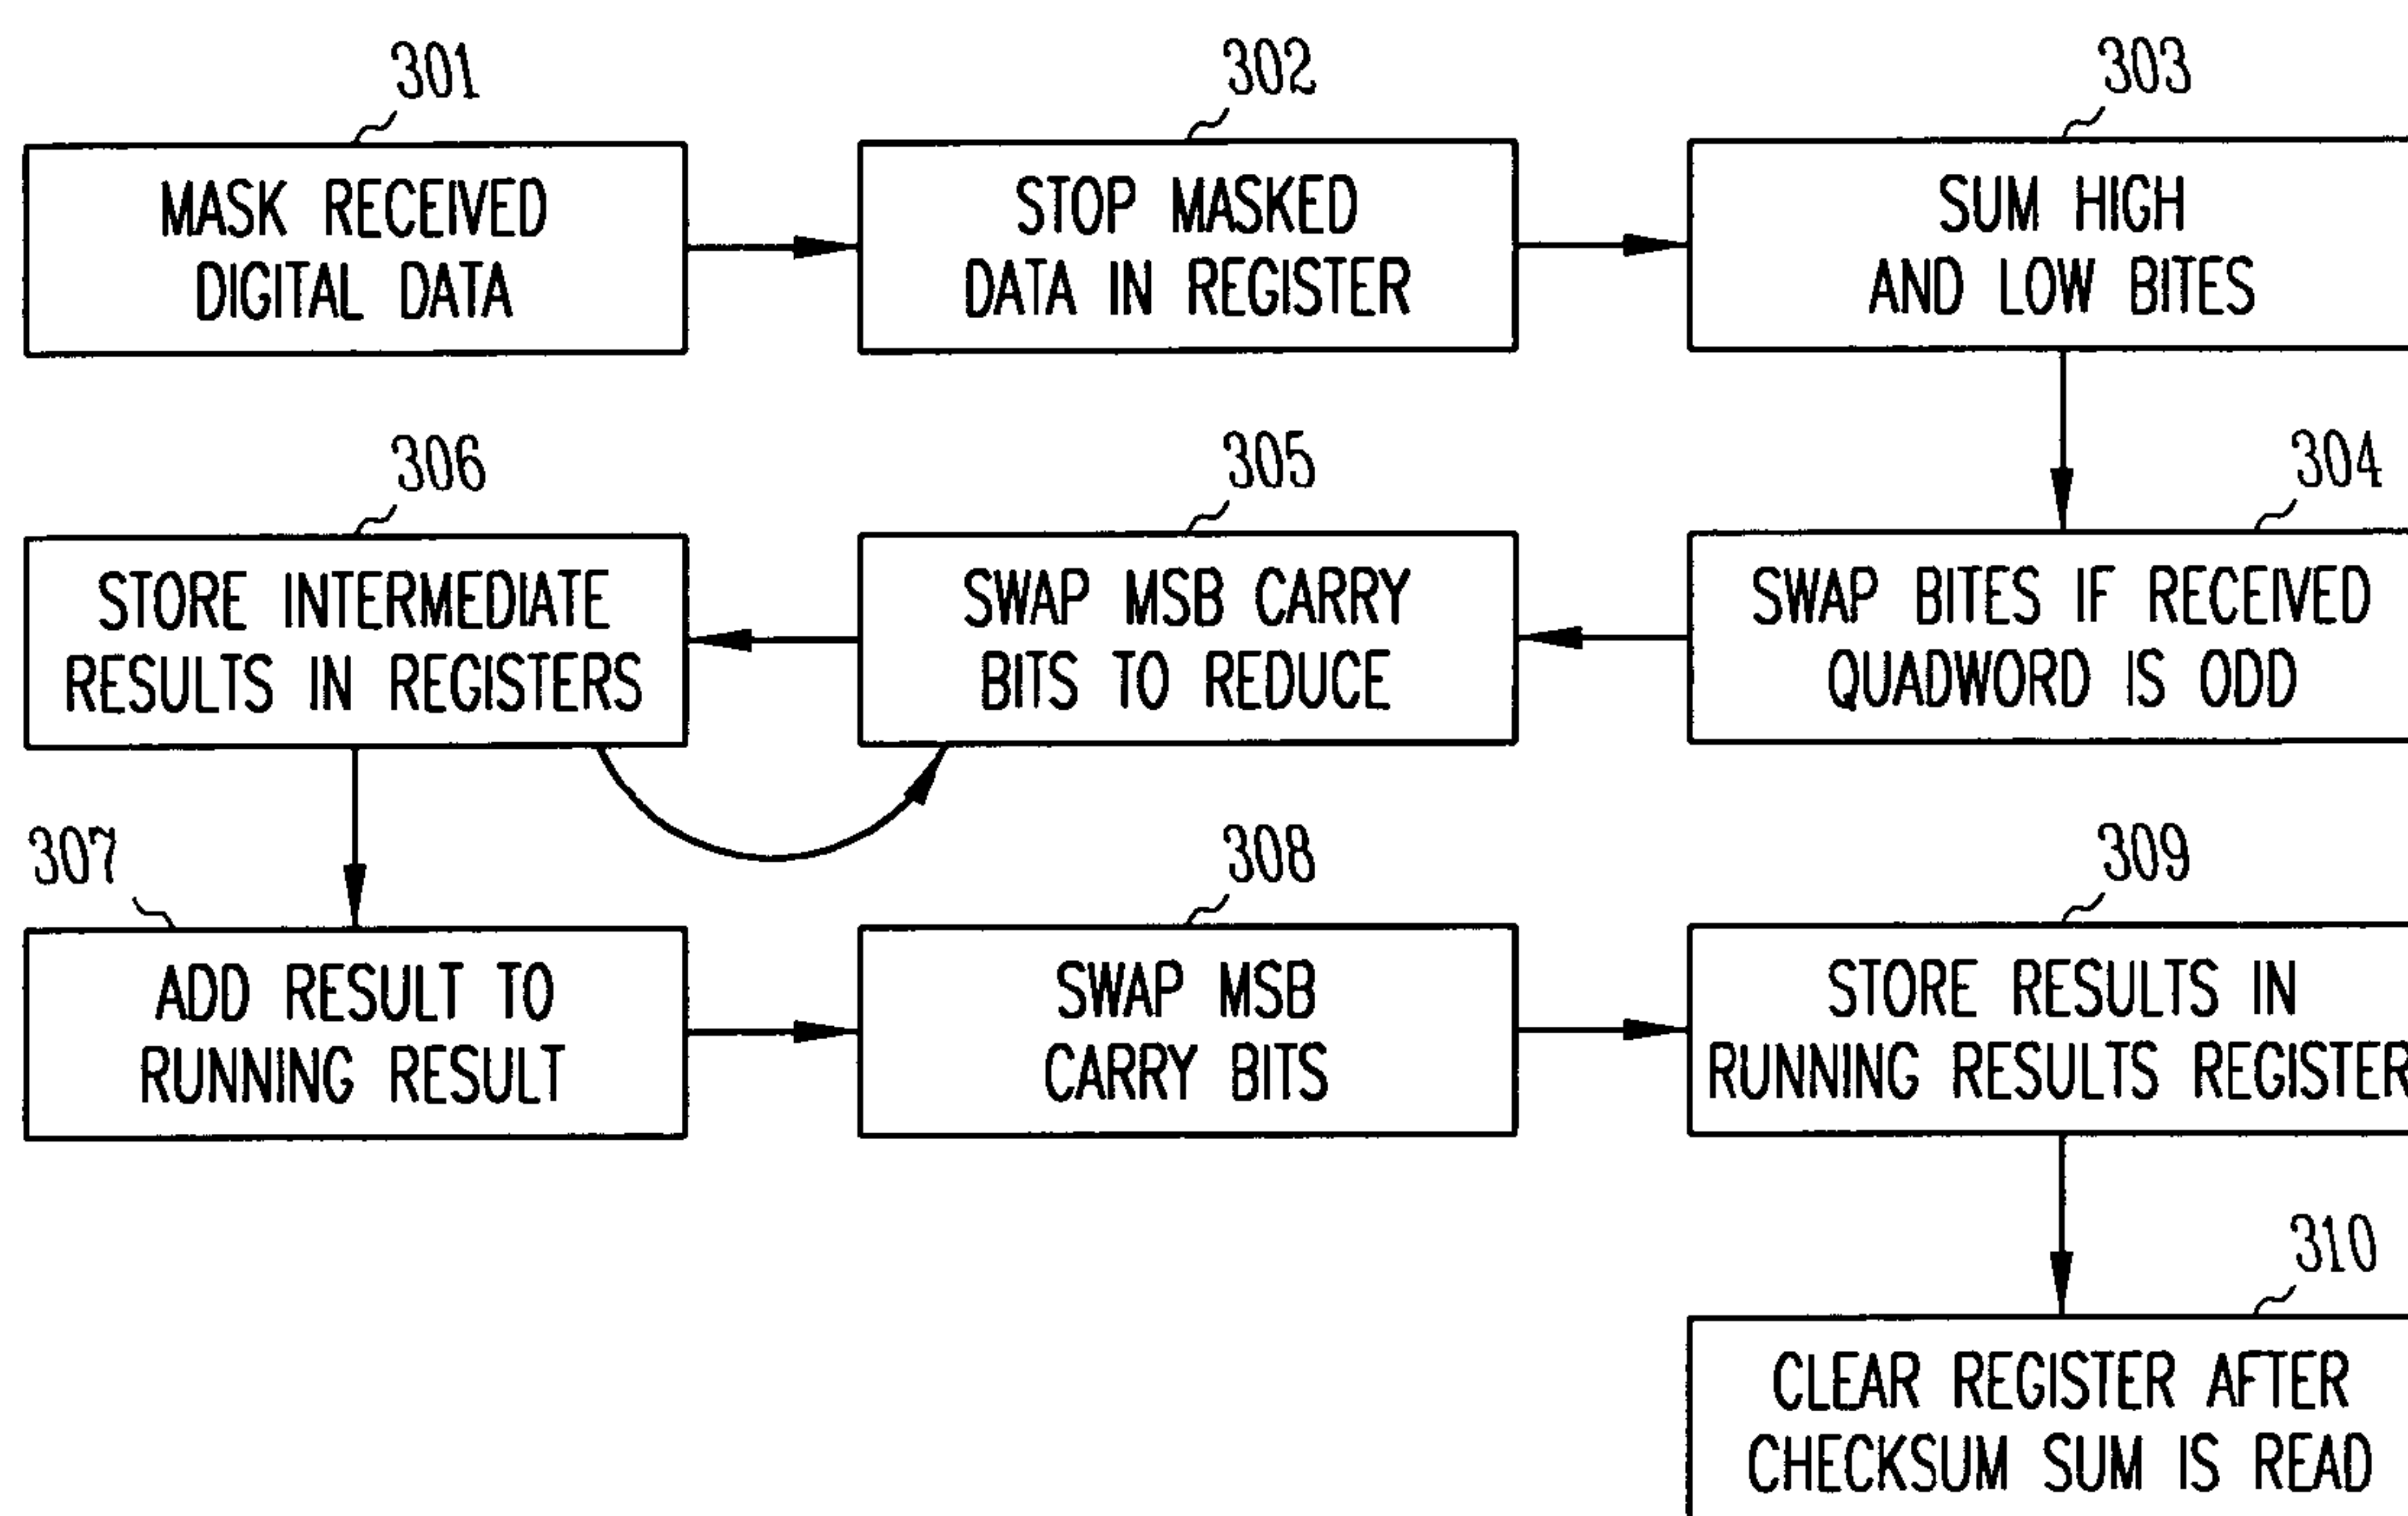 301
MASK RECEIVED
DIGITAL DATA
302
STOP MASKED
DATA IN REGISTER
303
SUM HIGH
AND LOW BITES
304
SWAP BITES IF RECEIVED
QUADWORD IS ODD
305
SWAP MSB CARRY
BITS TO REDUCE
306
STORE INTERMEDIATE
RESULTS IN REGISTERS
307
ADD RESULT TO
RUNNING RESULT
308
SWAP MSB
CARRY BITS
309
STORE RESULTS IN
RUNNING RESULTS REGISTER
310
CLEAR REGISTER AFTER
CHECKSUM SUM IS READ